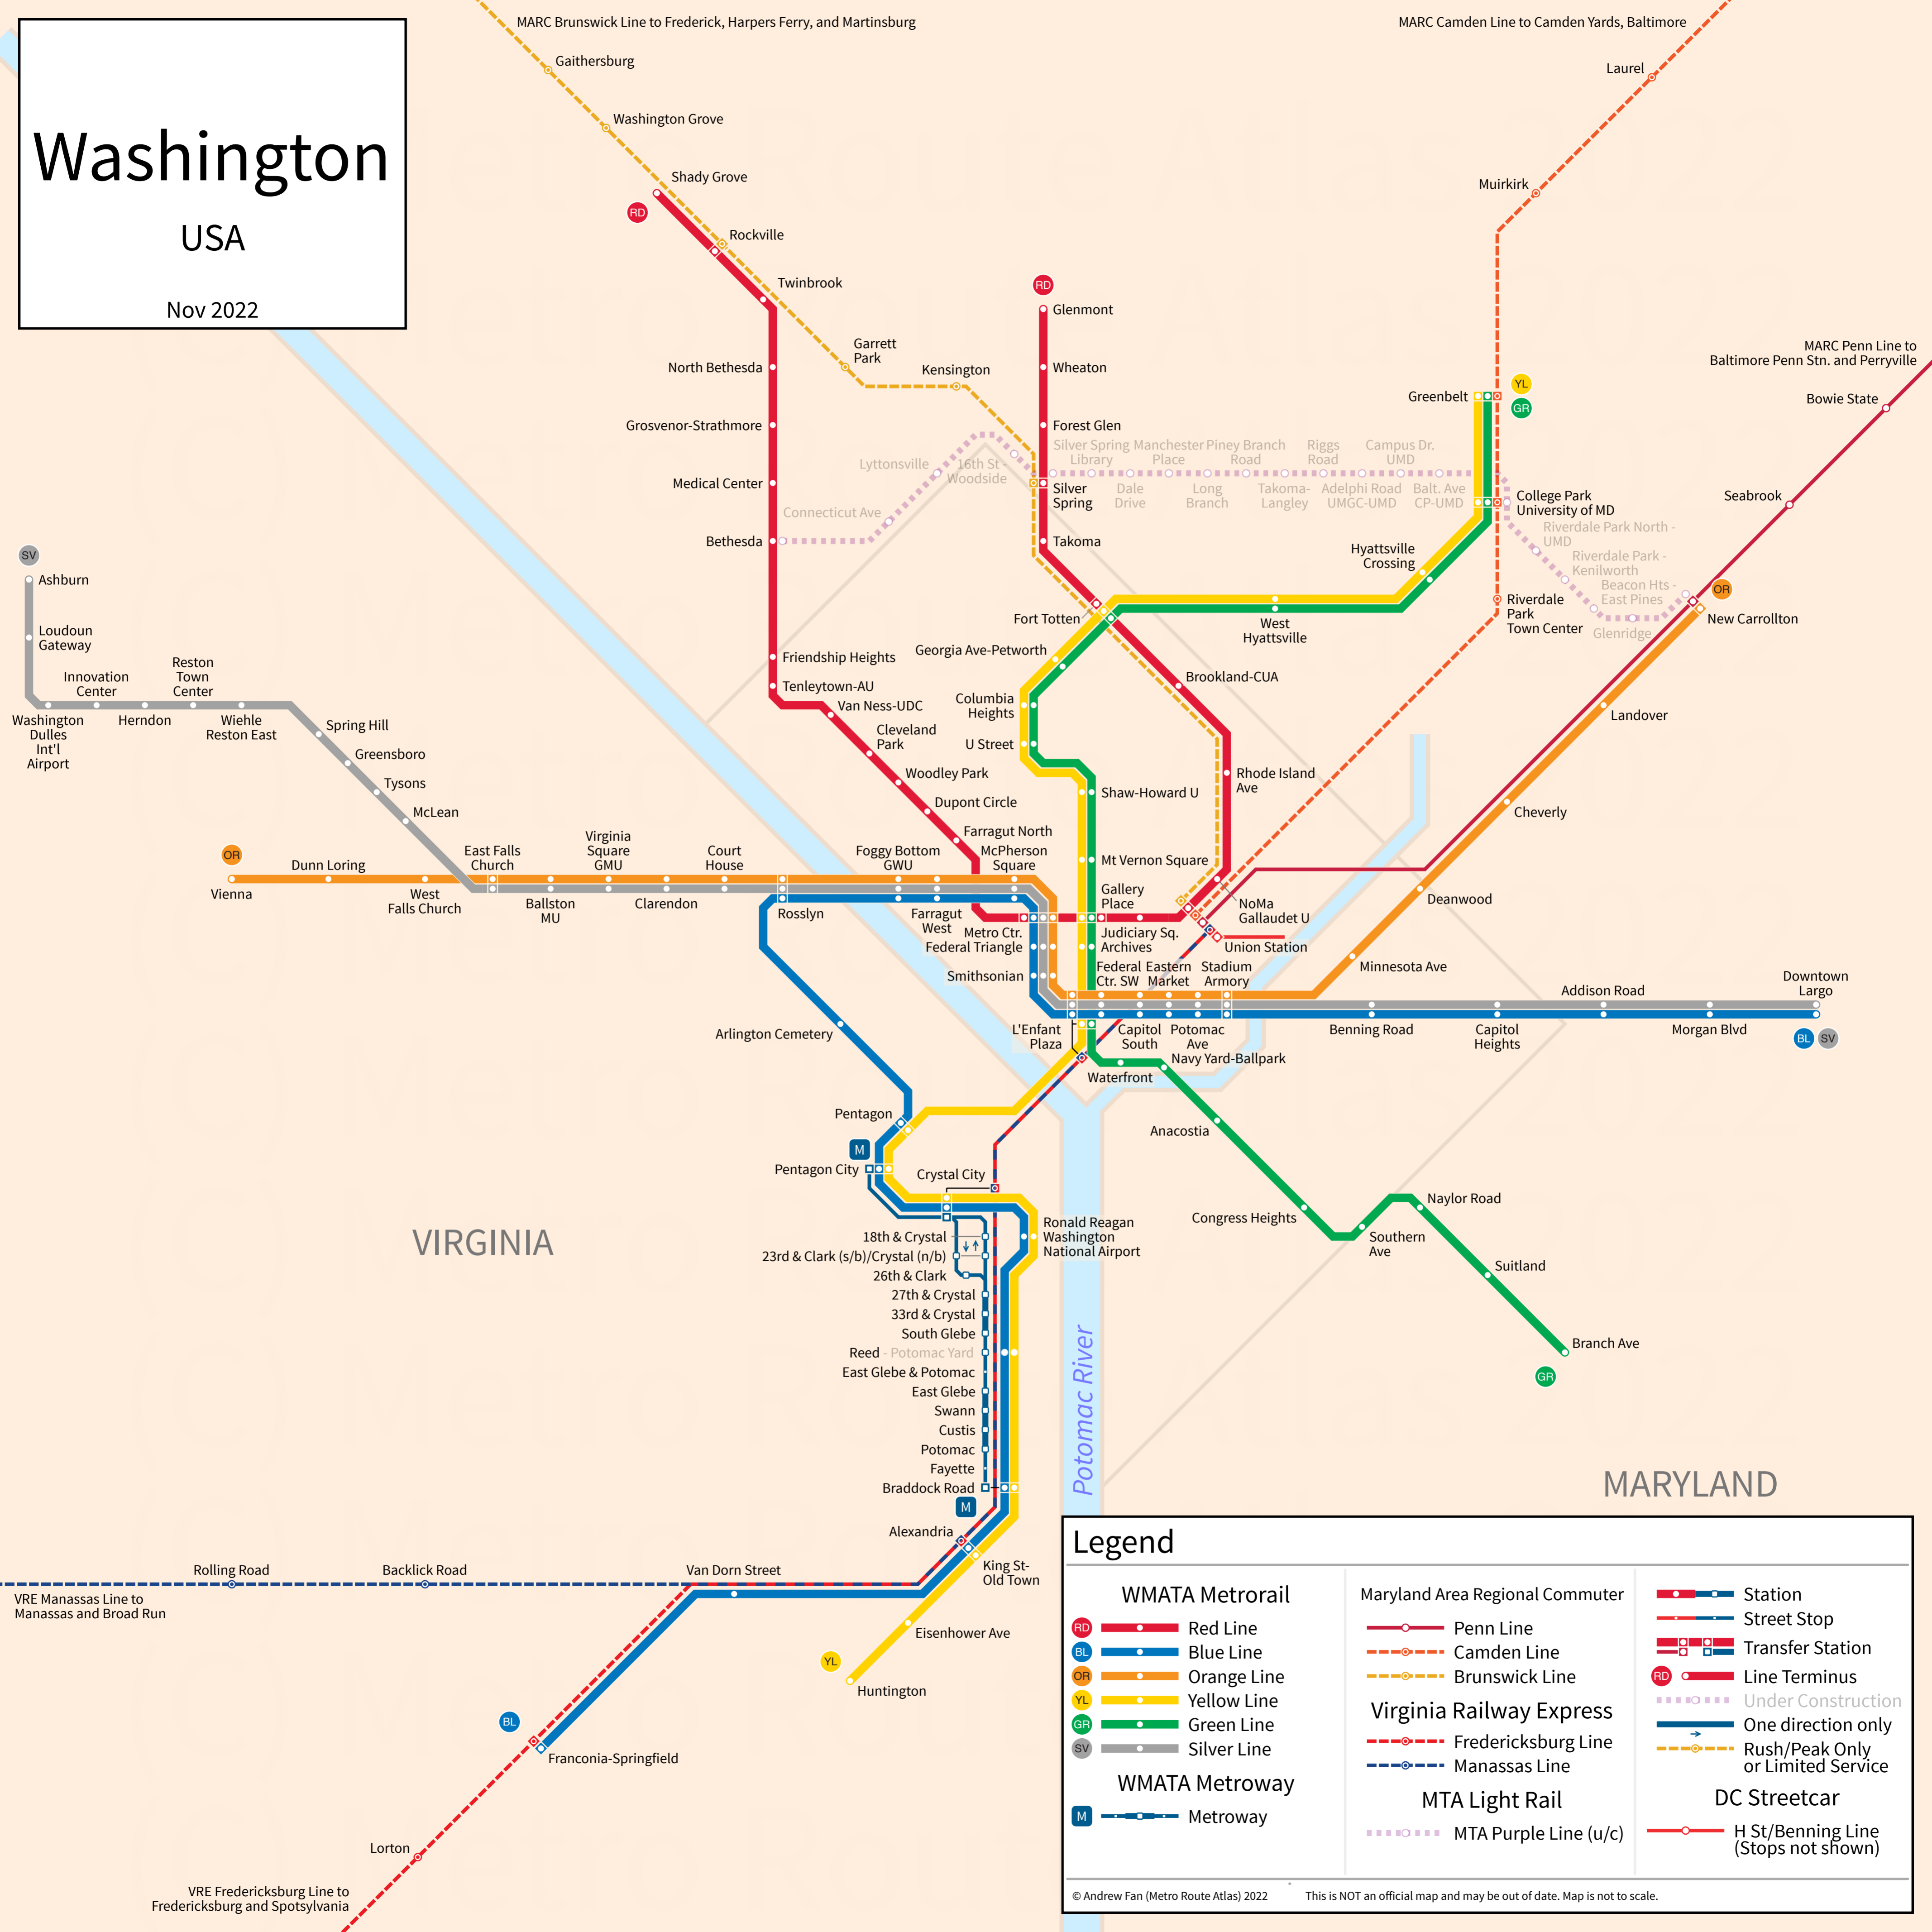 Washington
USA
Nov 2022
MARC Brunswick Line to Frederick, Harpers Ferry, and Martinsburg
MARC Camden Line to Camden Yards, Baltimore
Gaithersburg
Laurel
Washington Grove
Shady Grove
RD
Muirkirk
Rockville
Twinbrook
RD
Glenmont
Garrett
Park
Kensington
North Bethesda
Wheaton
MARC Penn Line to
Baltimore Penn Stn. and Perryville
YL
Greenbelt
GR
Bowie State
Grosvenor-Strathmore
Forest Glen
Silver Spring
Library
Manchester
Place
Piney Branch
Road
Riggs
Road
Campus Dr.
UMD
Lyttonsville
16th St -
Woodside
Medical Center
Silver
Spring
Dale
Drive
Long
Branch
Takoma-
Langley
Adelphi Road
UMGC-UMD
Balt. Ave
CP-UMD
College Park
University of MD
Seabrook
Connecticut Ave
Riverdale Park North -
UMD
Bethesda
Takoma
Hyattsville
Crossing
Riverdale Park -
Kenilworth
Beacon Hts -
East Pines
OR
SV
Ashburn
Riverdale
Park
Town Center
Glenridge
New Carrollton
Fort Totten
West
Hyattsville
Loudoun
Gateway
Georgia Ave-Petworth
Friendship Heights
Tenleytown-AU
Brookland-CUA
Innovation
Center
Reston
Town
Center
Van Ness-UDC
Columbia
Heights
Landover
Washington
Dulles
Int'l
Airport
Herndon
Wiehle
Reston East
Spring Hill
Cleveland
Park
U Street
Greensboro
Woodley Park
Rhode Island
Ave
Tysons
Dupont Circle
Shaw-Howard U
McLean
Cheverly
Farragut North
OR
Dunn Loring
East Falls
Church
Virginia
Square
GMU
Court
House
Foggy Bottom
GWU
McPherson
Square
Mt Vernon Square
Vienna
West
Falls Church
Ballston
MU
Clarendon
Rosslyn
Farragut
West
Gallery
Place
NoMa
Gallaudet U
Deanwood
Metro Ctr.
Judiciary Sq.
Federal Triangle
Archives
Union Station
Smithsonian
Federal
Ctr. SW
Eastern
Market
Stadium
Armory
Minnesota Ave
Addison Road
Downtown
Largo
L'Enfant
Plaza
Capitol
South
Potomac
Ave
Benning Road
Capitol
Heights
Morgan Blvd
BL
SV
Arlington Cemetery
Navy Yard-Ballpark
Waterfront
Pentagon
Anacostia
M
Pentagon City
Crystal City
Naylor Road
Congress Heights
Southern
Ave
VIRGINIA
Ronald Reagan
Washington
National Airport
18th & Crystal
23rd & Clark (s/b)/Crystal (n/b)
26th & Clark
Suitland
27th & Crystal
33rd & Crystal
South Glebe
Reed - Potomac Yard
Branch Ave
GR
East Glebe & Potomac
East Glebe
Swann
Custis
Potomac
Fayette
Braddock Road
M
Potomac River
MARYLAND
Alexandria
King St-
Old Town
Rolling Road
Backlick Road
Van Dorn Street
VRE Manassas Line to
Manassas and Broad Run
Eisenhower Ave
YL
Huntington
BL
Franconia-Springfield
Lorton
VRE Fredericksburg Line to
Fredericksburg and Spotsylvania
Legend
WMATA Metrorail
RD Red Line
BL Blue Line
OR Orange Line
YL Yellow Line
GR Green Line
SV Silver Line
WMATA Metroway
M Metroway
Maryland Area Regional Commuter
Penn Line
Camden Line
Brunswick Line
Virginia Railway Express
Fredericksburg Line
Manassas Line
MTA Light Rail
MTA Purple Line (u/c)
Station
Street Stop
Transfer Station
RD Line Terminus
Under Construction
One direction only
Rush/Peak Only
or Limited Service
DC Streetcar
H St/Benning Line
(Stops not shown)
© Andrew Fan (Metro Route Atlas) 2022
This is NOT an official map and may be out of date. Map is not to scale.